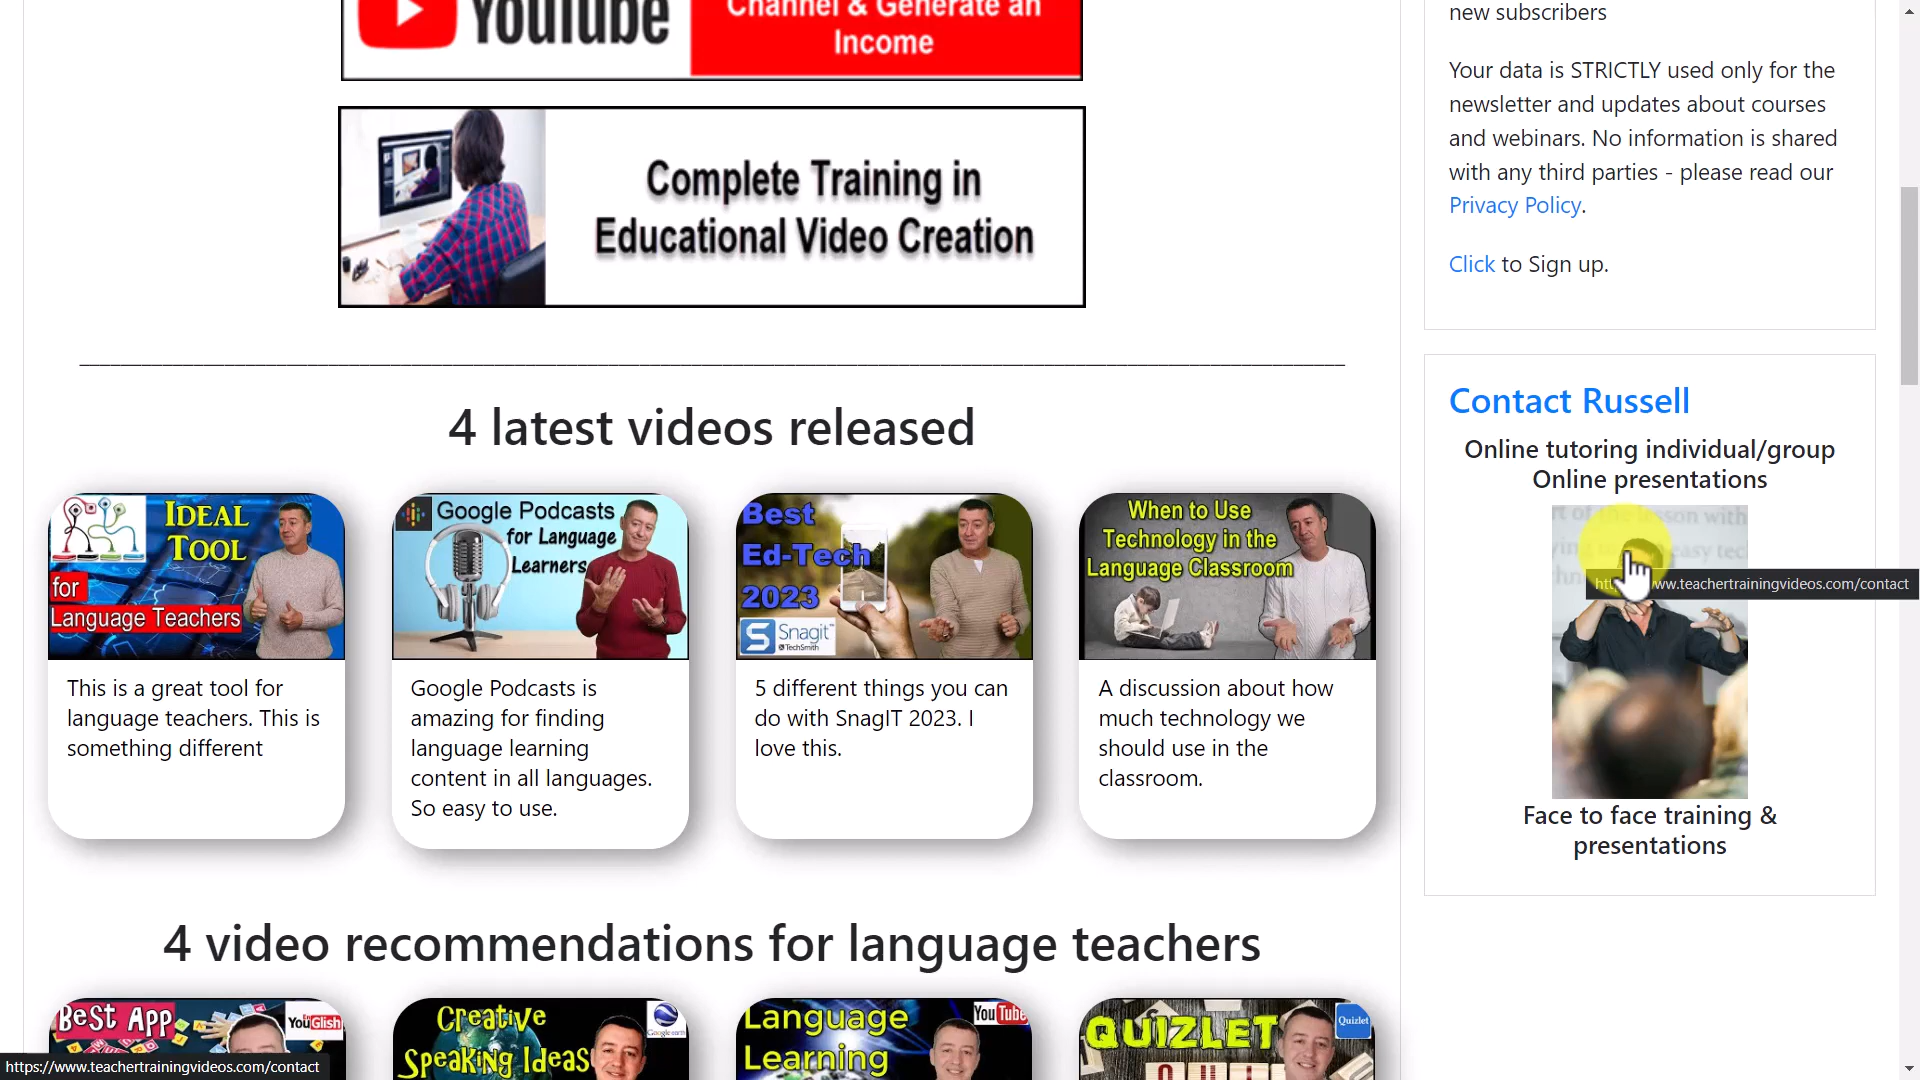 YouTube
Channel & Generate an
Income
Complete Training in
Educational Video Creation
4 latest videos released
IDEAL
TOOL
for
Language Teachers
This is a great tool for
language teachers. This is
something different
Google Podcasts
for Language
Learners
Google Podcasts is
amazing for finding
language learning
content in all languages.
So easy to use.
Best
Ed-Tech
2023
Snagit™
TechSmith
5 different things you can
do with SnagIT 2023. I
love this.
When to Use
Technology in the
Language Classroom
A discussion about how
much technology we
should use in the
classroom.
4 video recommendations for language teachers
Best App
YouGlish
Creative
Speaking Ideas
Google earth
Language
Learning
YouTube
QUIZLET
Quizlet
new subscribers
Your data is STRICTLY used only for the
newsletter and updates about courses
and webinars. No information is shared
with any third parties - please read our
Privacy Policy.
Click to Sign up.
Contact Russell
Online tutoring individual/group
Online presentations
Face to face training &
presentations
https://www.teachertrainingvideos.com/contact